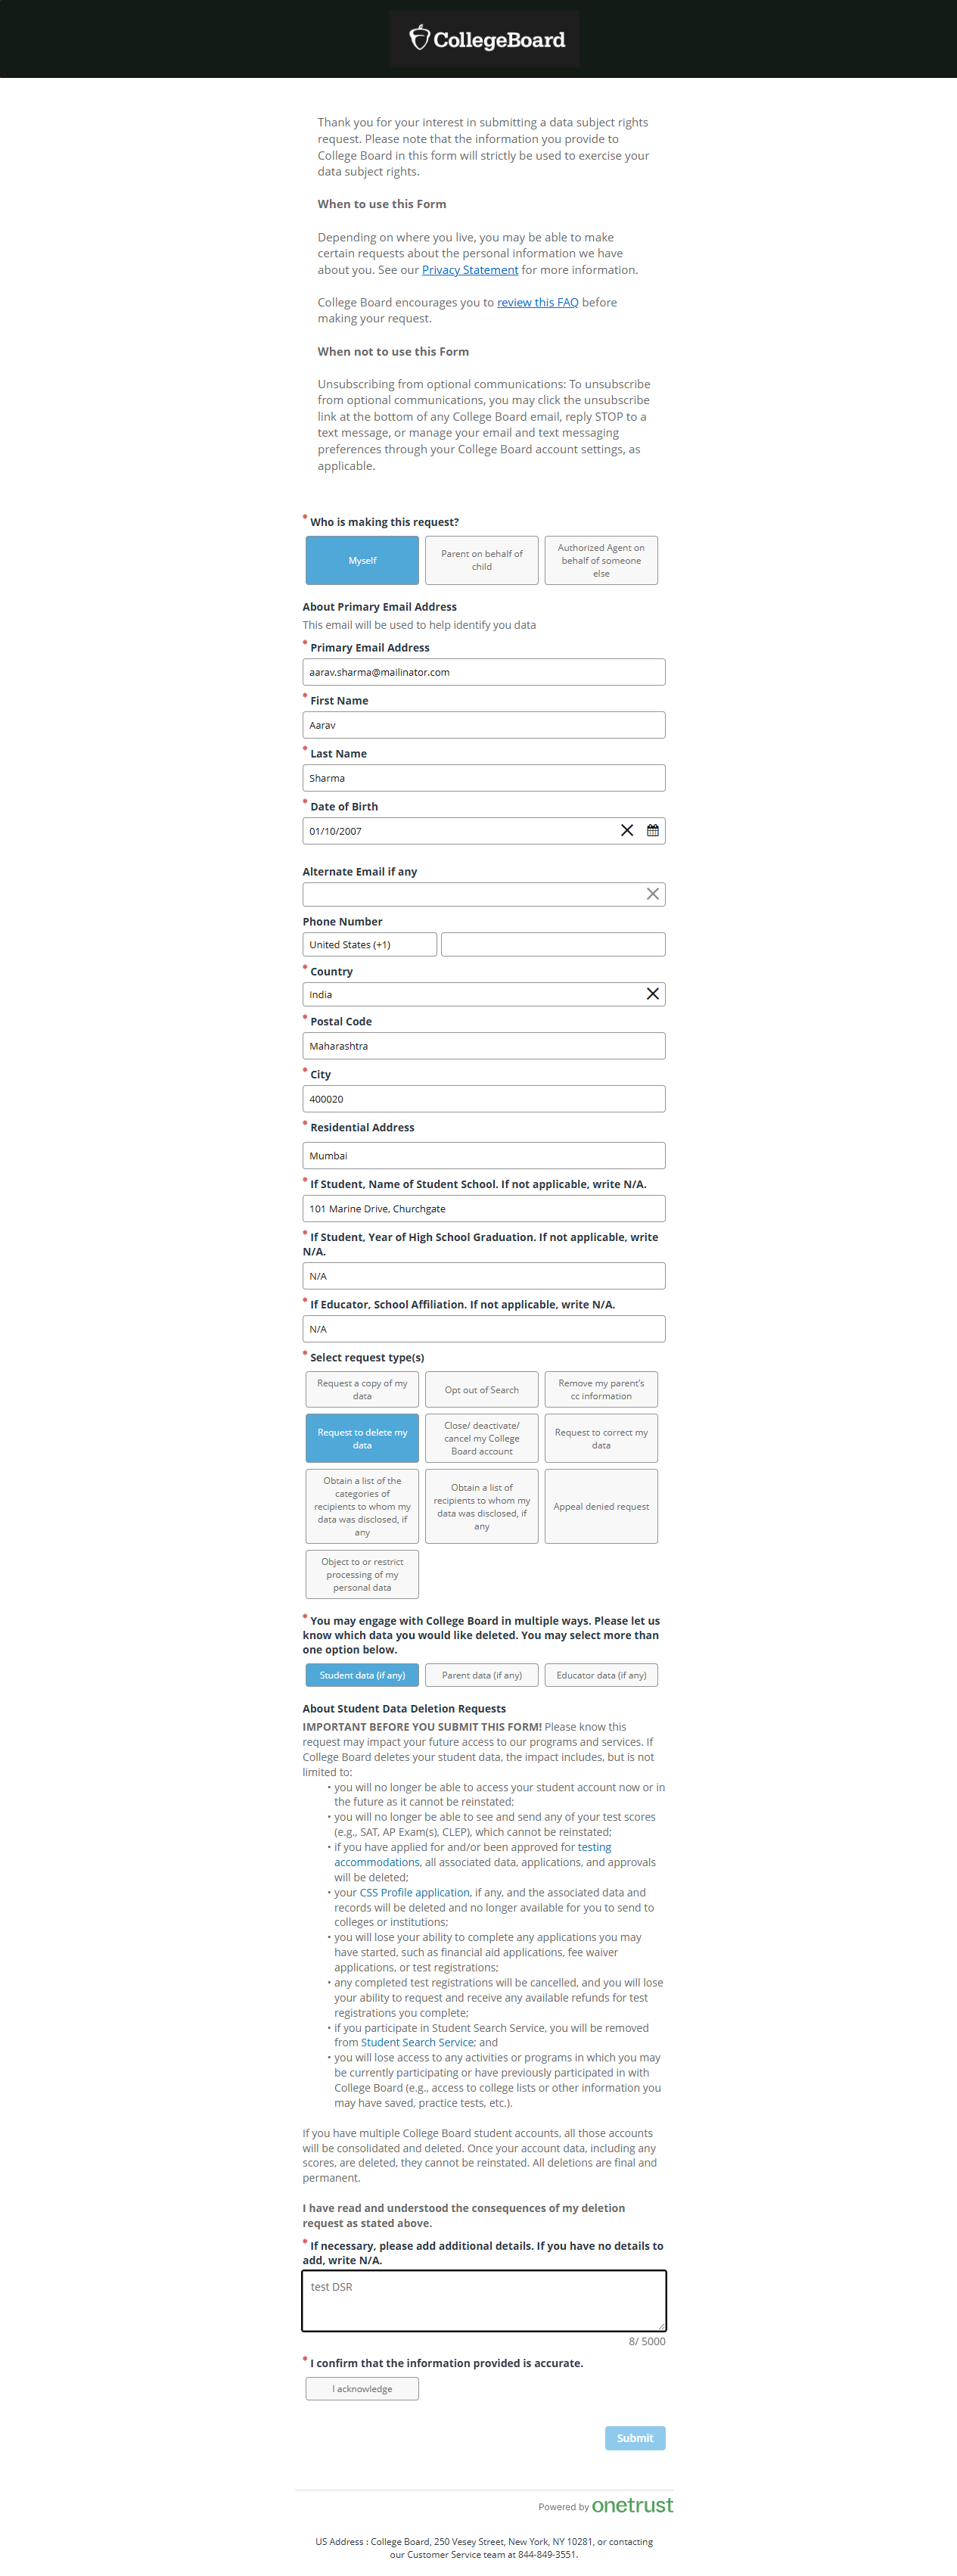 CollegeBoard
Thank you for your interest in submitting a data subject rights
request. Please note that the information you provide to
College Board in this form will strictly be used to exercise your
data subject rights.
When to use this Form
Depending on where you live, you may be able to make
certain requests about the personal information we have
about you. See our Privacy Statement for more information.
College Board encourages you to review this FAQ before
making your request.
When not to use this Form
Unsubscribing from optional communications: To unsubscribe
from optional communications, you may click the unsubscribe
link at the bottom of any College Board email, reply STOP to a
text message, or manage your email and text messaging
preferences through your College Board account settings, as
applicable.
* Who is making this request?
Myself
Parent on behalf of
child
Authorized Agent on
behalf of someone
else
About Primary Email Address
This email will be used to help identify you data
* Primary Email Address
aarav.sharma@mailinator.com
* First Name
Aarav
* Last Name
Sharma
* Date of Birth
01/10/2007
Alternate Email if any
Phone Number
United States (+1)
* Country
India
* Postal Code
Maharashtra
* City
400020
* Residential Address
Mumbai
* If Student, Name of Student School. If not applicable, write N/A.
101 Marine Drive, Churchgate
* If Student, Year of High School Graduation. If not applicable, write
N/A.
N/A
* If Educator, School Affiliation. If not applicable, write N/A.
N/A
* Select request type(s)
Request a copy of my
data
Opt out of Search
Remove my parent's
cc information
Request to delete my
data
Close/ deactivate/
cancel my College
Board account
Request to correct my
data
Obtain a list of the
categories of
recipients to whom my
data was disclosed, if
any
Obtain a list of
recipients to whom my
data was disclosed, if
any
Appeal denied request
Object to or restrict
processing of my
personal data
* You may engage with College Board in multiple ways. Please let us
know which data you would like deleted. You may select more than
one option below.
Student data (if any)
Parent data (if any)
Educator data (if any)
About Student Data Deletion Requests
IMPORTANT BEFORE YOU SUBMIT THIS FORM! Please know this
request may impact your future access to our programs and services. If
College Board deletes your student data, the impact includes, but is not
limited to:
• you will no longer be able to access your student account now or in
the future as it cannot be reinstated;
• you will no longer be able to see and send any of your test scores
(e.g., SAT, AP Exam(s), CLEP), which cannot be reinstated;
• if you have applied for and/or been approved for testing
accommodations, all associated data, applications, and approvals
will be deleted;
• your CSS Profile application, if any, and the associated data and
records will be deleted and no longer available for you to send to
colleges or institutions;
• you will lose your ability to complete any applications you may
have started, such as financial aid applications, fee waiver
applications, or test registrations;
• any completed test registrations will be cancelled, and you will lose
your ability to request and receive any available refunds for test
registrations you complete;
• if you participate in Student Search Service, you will be removed
from Student Search Service; and
• you will lose access to any activities or programs in which you may
be currently participating or have previously participated in with
College Board (e.g., access to college lists or other information you
may have saved, practice tests, etc.).
If you have multiple College Board student accounts, all those accounts
will be consolidated and deleted. Once your account data, including any
scores, are deleted, they cannot be reinstated. All deletions are final and
permanent.
I have read and understood the consequences of my deletion
request as stated above.
* If necessary, please add additional details. If you have no details to
add, write N/A.
test DSR
8/ 5000
* I confirm that the information provided is accurate.
I acknowledge
Submit
Powered by onetrust
US Address : College Board, 250 Vesey Street, New York, NY 10281, or contacting
our Customer Service team at 844-849-3551.